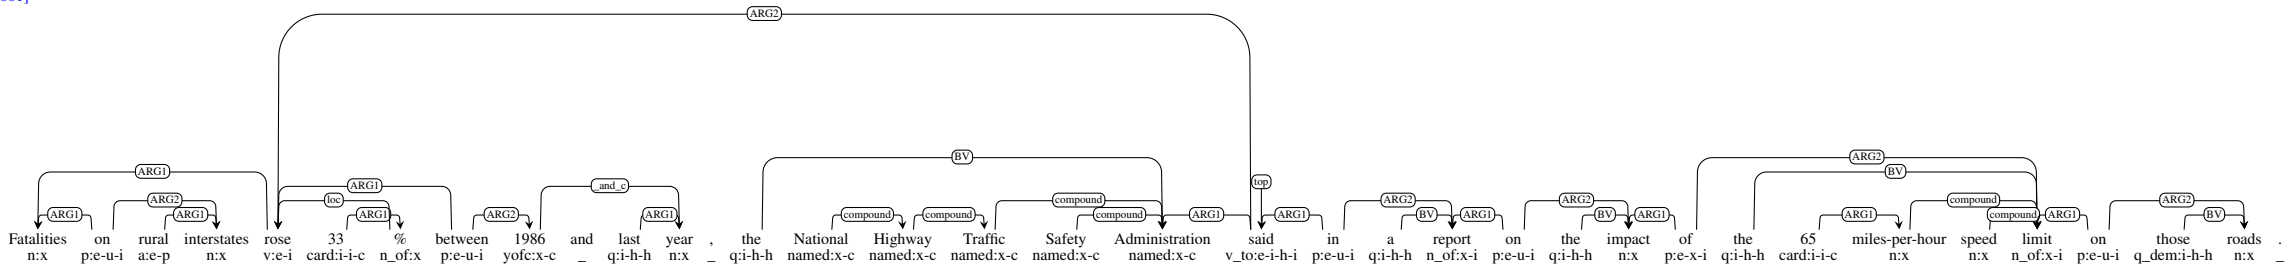 ARG2
BV
top
ARG1 ARG2
ARG1 BV
ARG2 ARG1 _and_c compound ARG2 ARG2 compound ARG2
loc
ARG1 ARG1 ARG1 ARG2 ARG1 compound compound compound ARG1 ARG1 BV ARG1 BV ARG1 ARG1 compound ARG1 BV
Fatalities on rural interstates rose 33 % between 1986 and last year , the National Highway Traffic Safety Administration said in a report on the impact of the 65 miles-per-hour speed limit on those roads .
n:x p:e-u-i a:e-p n:x v:e-i card:i-i-c n_of:x p:e-u-i yofc:x-c _ q:i-h-h n:x _ q:i-h-h named:x-c named:x-c named:x-c named:x-c named:x-c v_to:e-i-h-i p:e-u-i q:i-h-h n_of:x-i p:e-u-i q:i-h-h n:x p:e-x-i q:i-h-h card:i-i-c n:x n:x n_of:x-i p:e-u-i q_dem:i-h-h n:x _